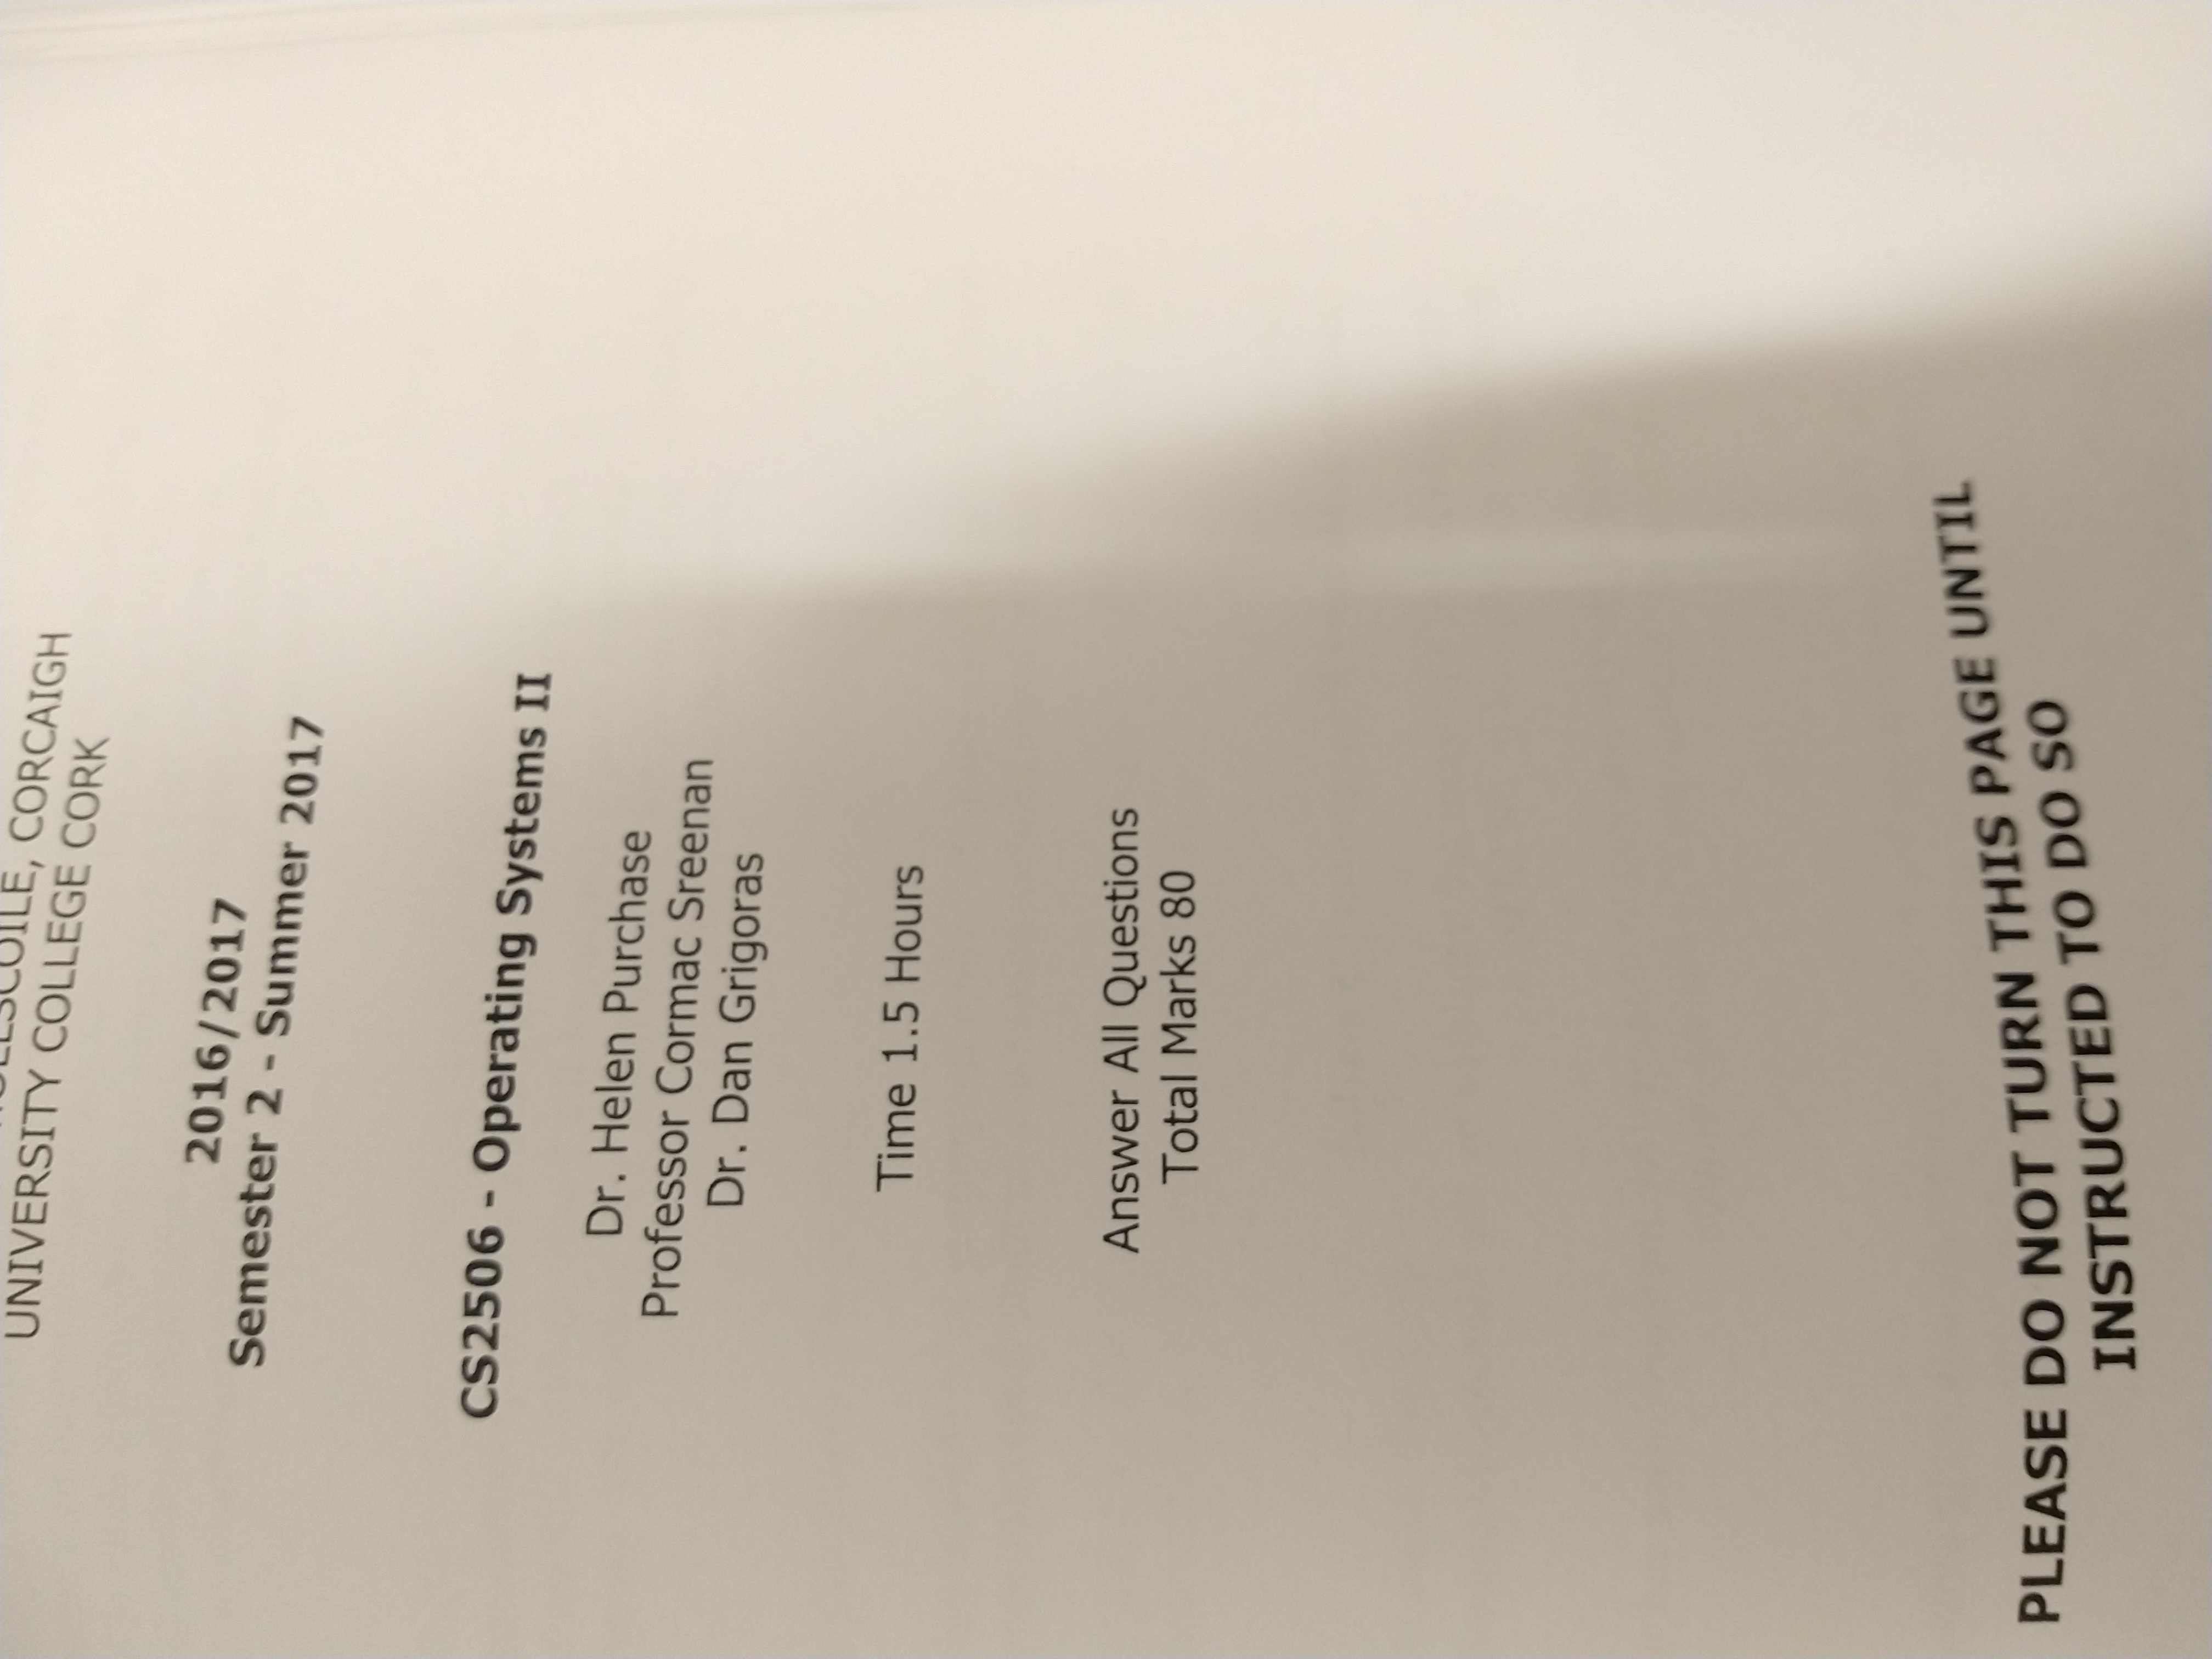 CORCAIGH
UNIVERSITY COLLEGE CORK
2016/2017
Semester 2 - Summer 2017
CS2506 - Operating Systems II
Dr. Helen Purchase
Professor Cormac Sreenan
Dr. Dan Grigoras
Time 1.5 Hours
Answer All Questions
Total Marks 80
PLEASE DO NOT TURN THIS PAGE UNTIL
INSTRUCTED TO DO SO